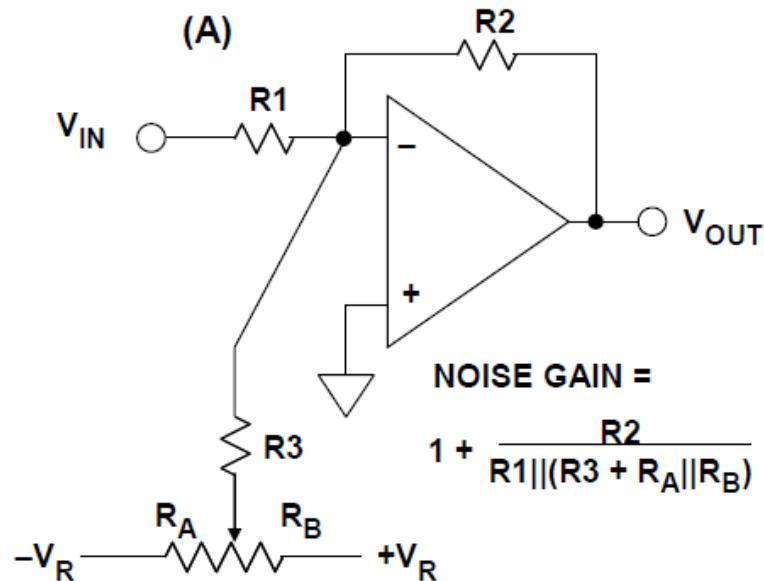 (A)
R2
R1
VIN
–
VOUT
+
NOISE GAIN =
1 + R2
R1||(R3 + RA||RB)
R3
RA
RB
–VR
+VR